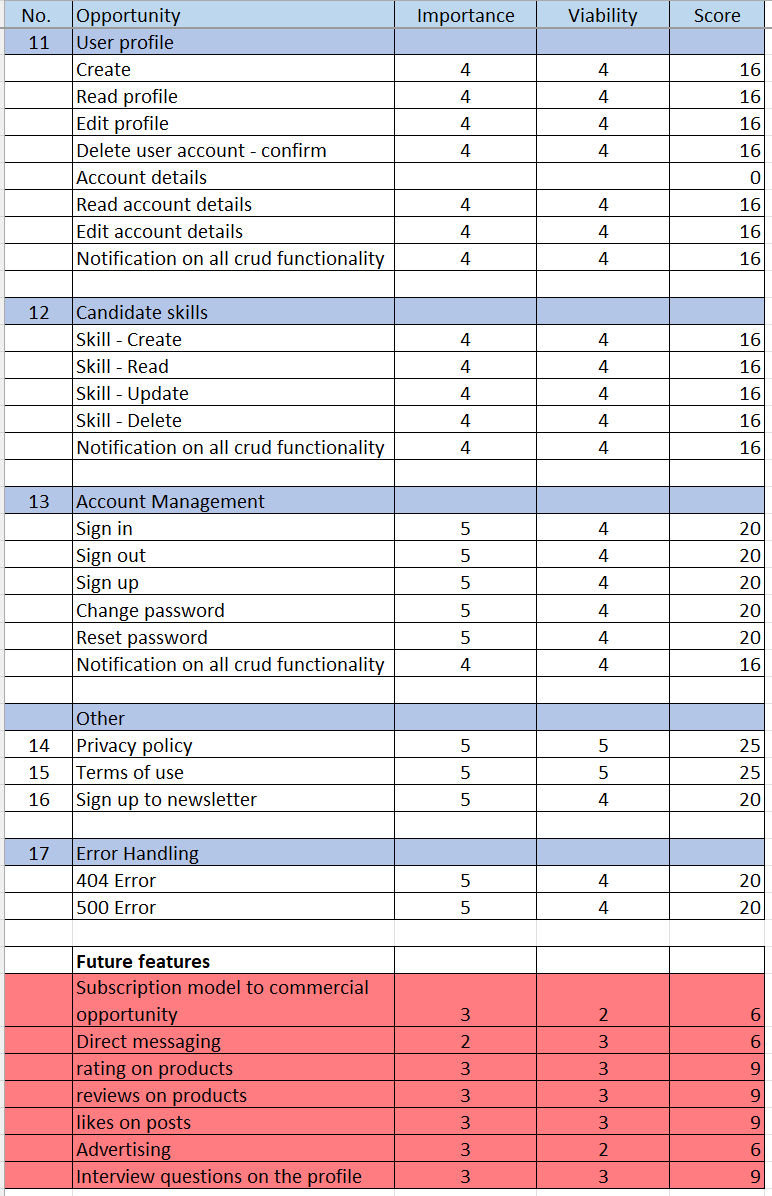 No. Opportunity Importance Viability Score
11 User profile
Create 4 4 16
Read profile 4 4 16
Edit profile 4 4 16
Delete user account - confirm 4 4 16
Account details 0
Read account details 4 4 16
Edit account details 4 4 16
Notification on all crud functionality 4 4 16
12 Candidate skills
Skill - Create 4 4 16
Skill - Read 4 4 16
Skill - Update 4 4 16
Skill - Delete 4 4 16
Notification on all crud functionality 4 4 16
13 Account Management
Sign in 5 4 20
Sign out 5 4 20
Sign up 5 4 20
Change password 5 4 20
Reset password 5 4 20
Notification on all crud functionality 4 4 16
Other
14 Privacy policy 5 5 25
15 Terms of use 5 5 25
16 Sign up to newsletter 5 4 20
17 Error Handling
404 Error 5 4 20
500 Error 5 4 20
Future features
Subscription model to commercial
opportunity 3 2 6
Direct messaging 2 3 6
rating on products 3 3 9
reviews on products 3 3 9
likes on posts 3 3 9
Advertising 3 2 6
Interview questions on the profile 3 3 9